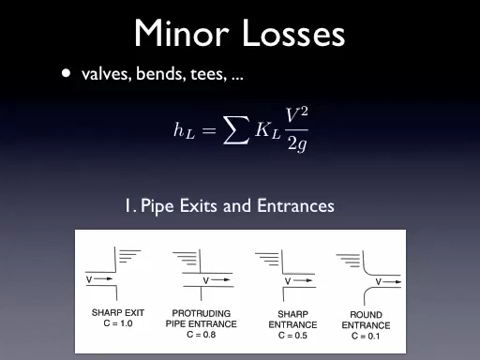 Minor Losses
• valves, bends, tees, ...
h_L = ∑ K_L V²/2g
1. Pipe Exits and Entrances
V V V V
SHARP EXIT
C = 1.0
PROTRUDING
PIPE ENTRANCE
C = 0.8
SHARP
ENTRANCE
C = 0.5
ROUND
ENTRANCE
C = 0.1